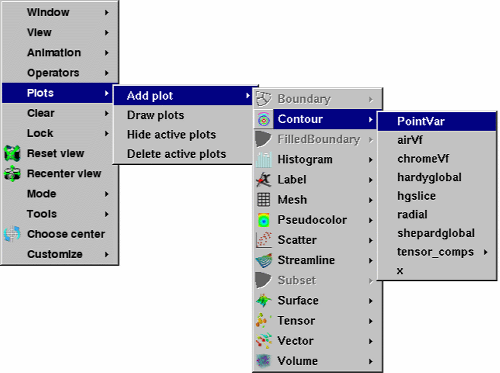 Window
View
Animation
Operators
Plots
Clear
Lock
Reset view
Recenter view
Mode
Tools
Choose center
Customize
Add plot
Draw plots
Hide active plots
Delete active plots
Boundary
Contour
FilledBoundary
Histogram
Label
Mesh
Pseudocolor
Scatter
Streamline
Subset
Surface
Tensor
Vector
Volume
PointVar
airVf
chromeVf
hardyglobal
hgslice
radial
shepardglobal
tensor_comps
x